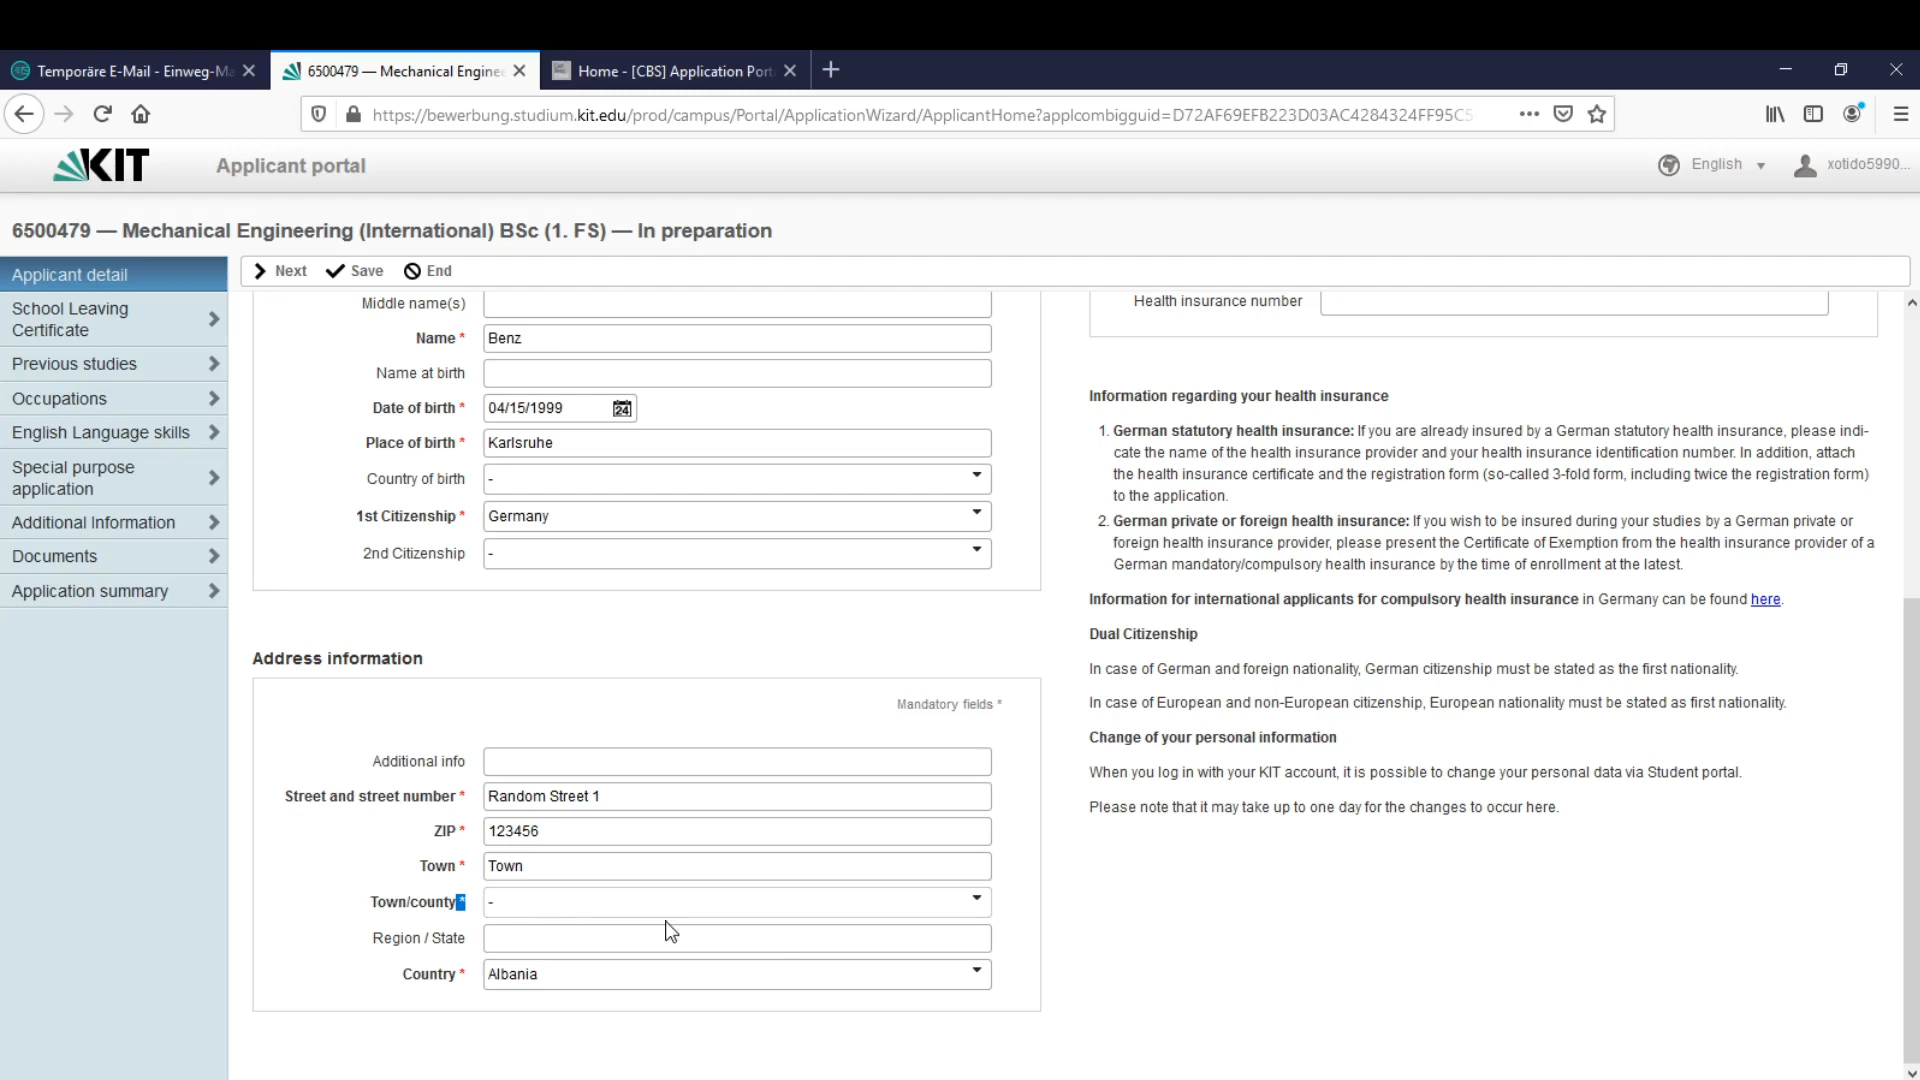 Temporäre E-Mail - Einweg-Ma
6500479 — Mechanical Enginee
Home - [CBS] Application Port
https://bewerbung.studium.kit.edu/prod/campus/Portal/ApplicationWizard/ApplicantHome?applcombigguid=D72AF69EFB223D03AC4284324FF95C5
KIT
Applicant portal
English
xotido5990...
6500479 — Mechanical Engineering (International) BSc (1. FS) — In preparation
Applicant detail
School Leaving
Certificate
Previous studies
Occupations
English Language skills
Special purpose
application
Additional Information
Documents
Application summary
Next
Save
End
Middle name(s)
Name * Benz
Name at birth
Date of birth * 04/15/1999 24
Place of birth * Karlsruhe
Country of birth -
1st Citizenship * Germany
2nd Citizenship -
Address information
Mandatory fields *
Additional info
Street and street number * Random Street 1
ZIP * 123456
Town * Town
Town/county * -
Region / State
Country * Albania
Health insurance number
Information regarding your health insurance
1. German statutory health insurance: If you are already insured by a German statutory health insurance, please indi-
cate the name of the health insurance provider and your health insurance identification number. In addition, attach
the health insurance certificate and the registration form (so-called 3-fold form, including twice the registration form)
to the application.
2. German private or foreign health insurance: If you wish to be insured during your studies by a German private or
foreign health insurance provider, please present the Certificate of Exemption from the health insurance provider of a
German mandatory/compulsory health insurance by the time of enrollment at the latest.
Information for international applicants for compulsory health insurance in Germany can be found here.
Dual Citizenship
In case of German and foreign nationality, German citizenship must be stated as the first nationality.
In case of European and non-European citizenship, European nationality must be stated as first nationality.
Change of your personal information
When you log in with your KIT account, it is possible to change your personal data via Student portal.
Please note that it may take up to one day for the changes to occur here.